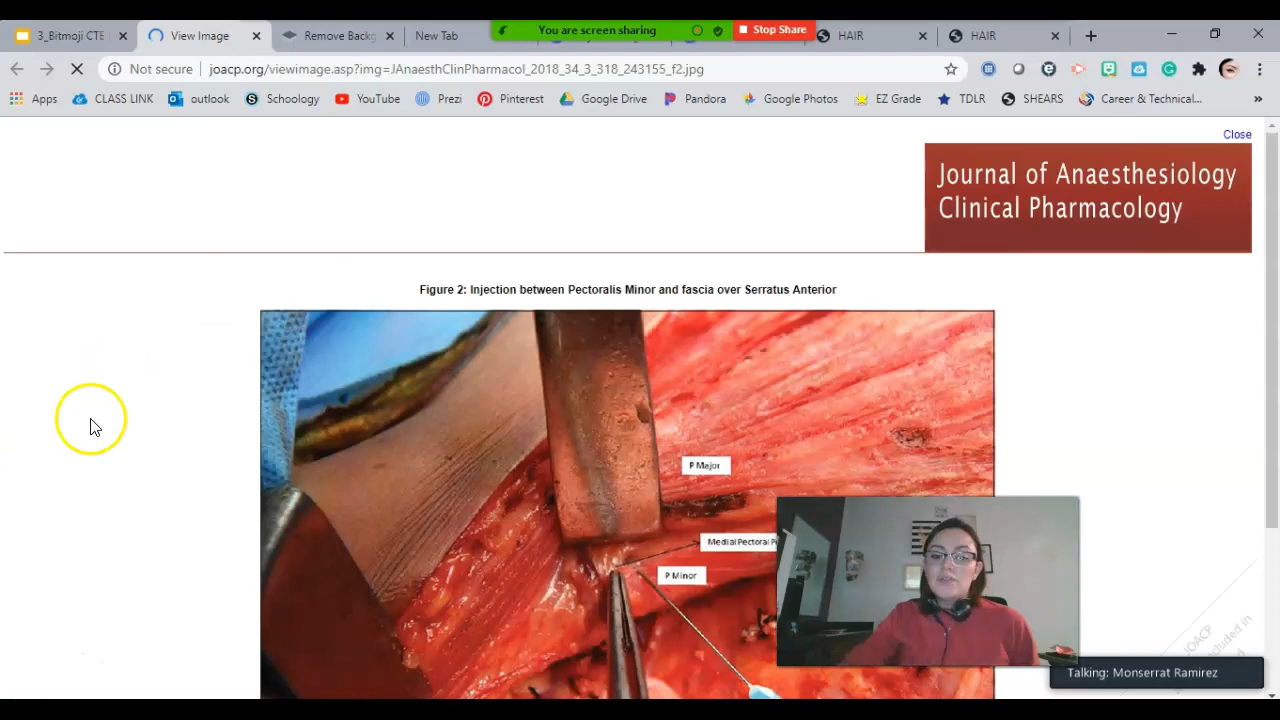 3_Bitmoji CTE
View Image
Remove Backg
New Tab
You are screen sharing
Stop Share
HAIR
HAIR
Not secure
joacp.org/viewimage.asp?img=JAnaesthClinPharmacol_2018_34_3_318_243155_f2.jpg
Apps
CLASS LINK
outlook
Schoology
YouTube
Prezi
Pinterest
Google Drive
Pandora
Google Photos
EZ Grade
TDLR
SHEARS
Career & Technical...
»
Close
Journal of Anaesthesiology
Clinical Pharmacology
Figure 2: Injection between Pectoralis Minor and fascia over Serratus Anterior
P Major
Medial Pectoral
P Minor
JOACP
cluded in
Talking: Monserrat Ramirez